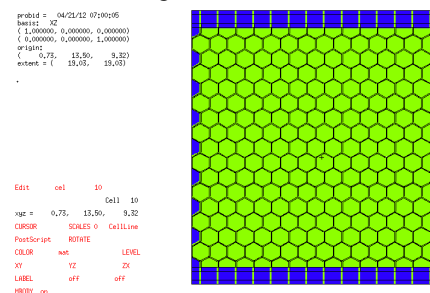 probid =   04/21/12 07:00:05
basis:   XZ
( 1.000000, 0.000000, 0.000000)
( 0.000000, 0.000000, 1.000000)
origin:
(     0.73,    13.50,     9.32)
extent = (    19.03,    19.03)
Edit cel 10
Cell 10
xyz = 0.73, 13.50, 9.32
CURSOR SCALES 0 CellLine
PostScript ROTATE
COLOR mat LEVEL
XY YZ ZX
LABEL off off
MBODY on